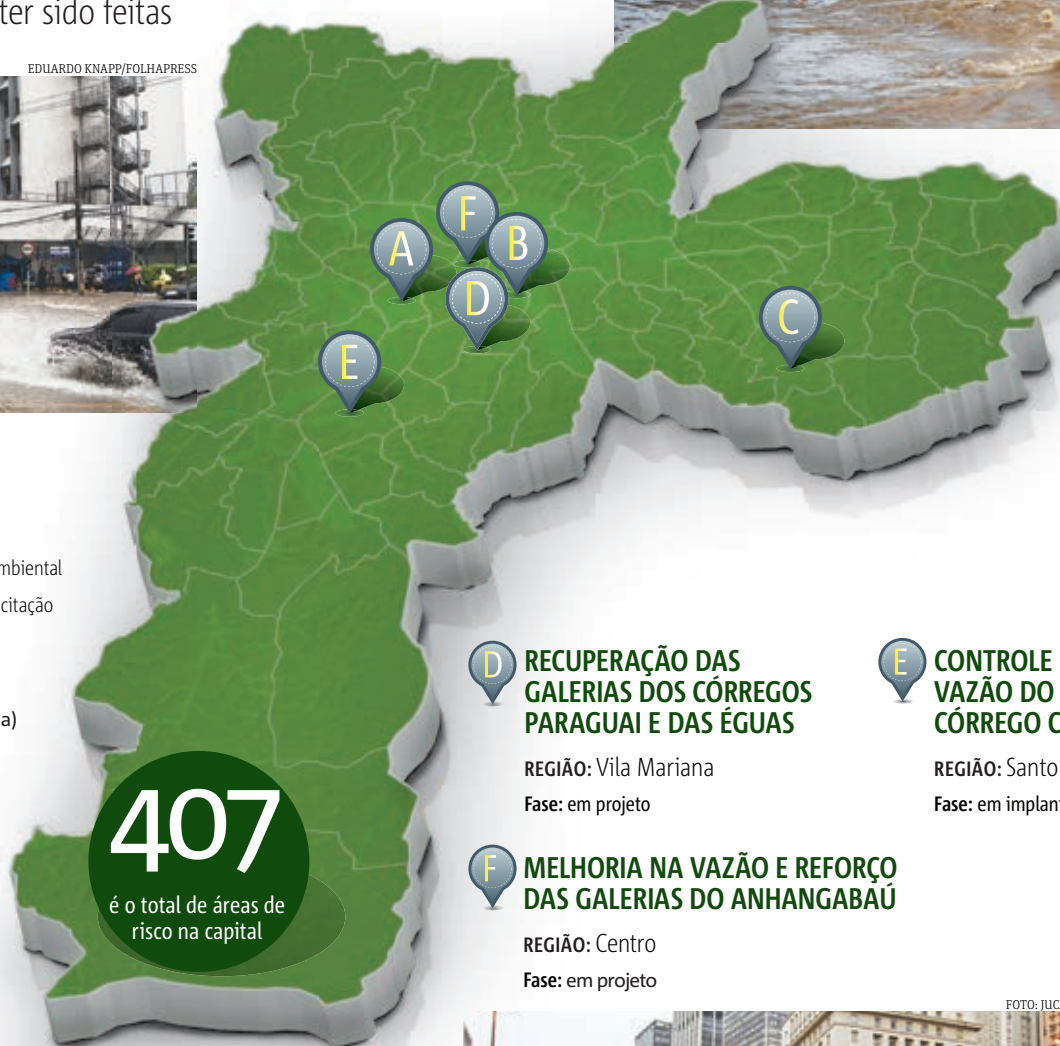 ter sido feitas
EDUARDO KNAPP/FOLHAPRESS
F
A
B
D
C
E
mbiental
citação
a)
D
RECUPERAÇÃO DAS
GALERIAS DOS CÓRREGOS
PARAGUAI E DAS ÉGUAS
REGIÃO: Vila Mariana
Fase: em projeto
E
CONTROLE
VAZÃO DO
CÓRREGO C
REGIÃO: Santo
Fase: em implant
F
MELHORIA NA VAZÃO E REFORÇO
DAS GALERIAS DO ANHANGABAÚ
REGIÃO: Centro
Fase: em projeto
407
é o total de áreas de
risco na capital
FOTO: JUC